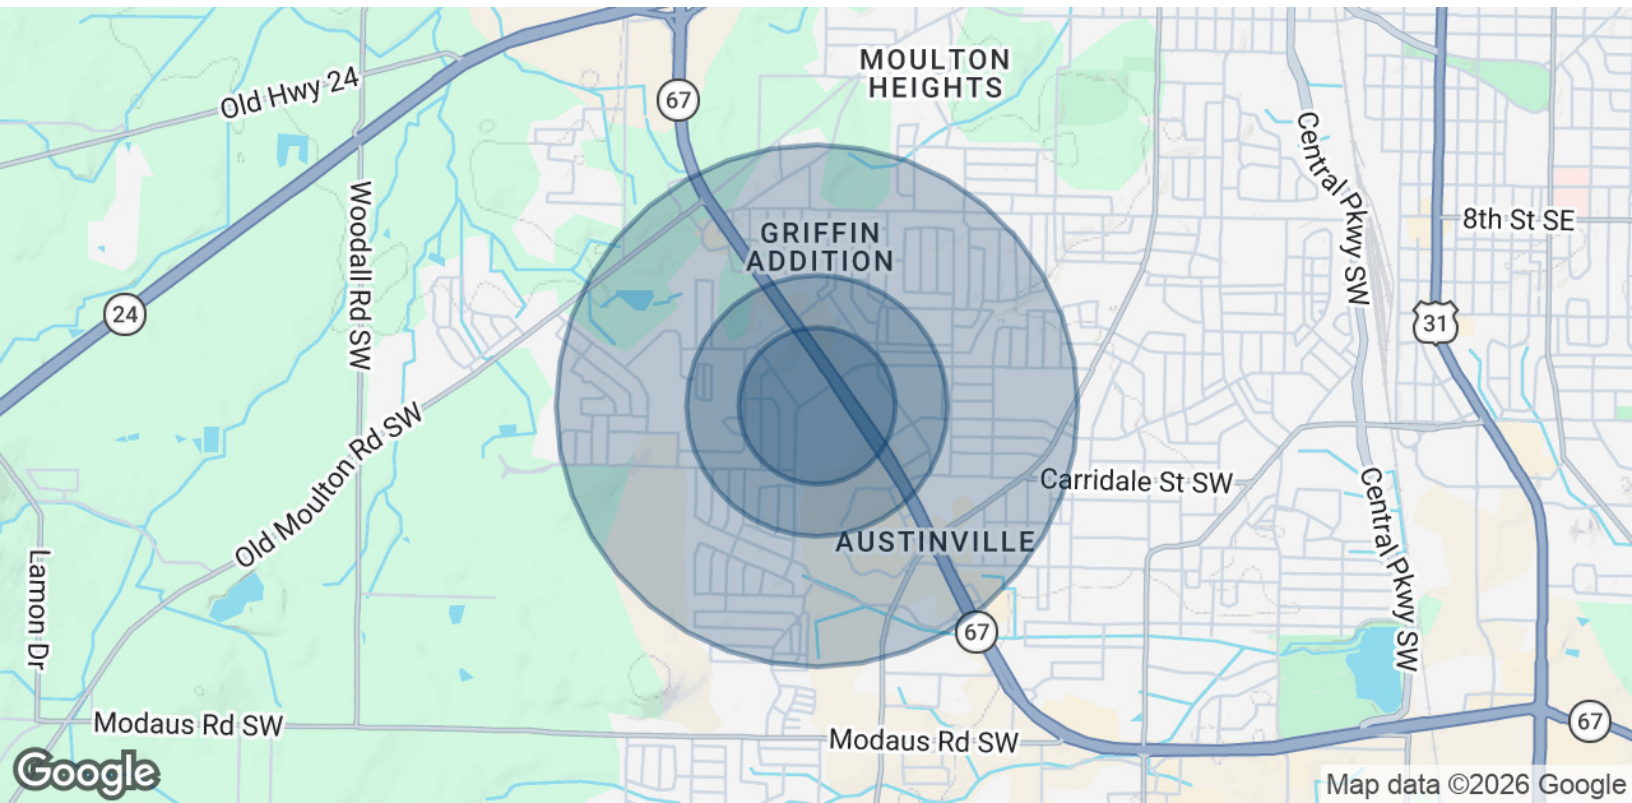 MOULTON
HEIGHTS
Old Hwy 24
67
Central Pkwy SW
Woodall Rd SW
8th St SE
GRIFFIN
ADDITION
24
31
Old Moulton Rd SW
Carridale St SW
Central Pkwy SW
AUSTINVILLE
Lamon Dr
67
Modaus Rd SW
67
Modaus Rd SW
Google
Map data ©2026 Google